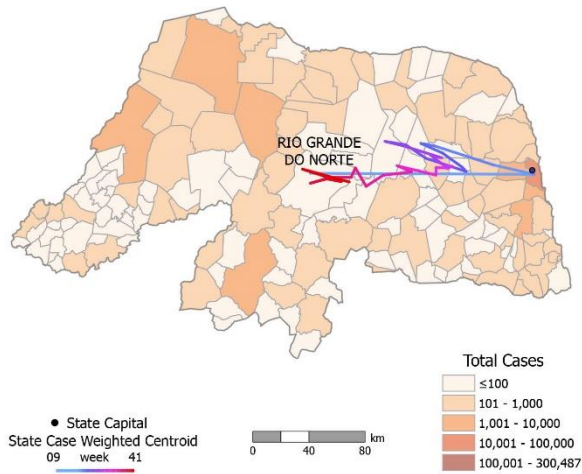 RIO GRANDE
DO NORTE
Total Cases
≤100
101 - 1,000
1,001 - 10,000
10,001 - 100,000
100,001 - 300,487
State Capital
State Case Weighted Centroid
09 week 41
0 20 40 80 km